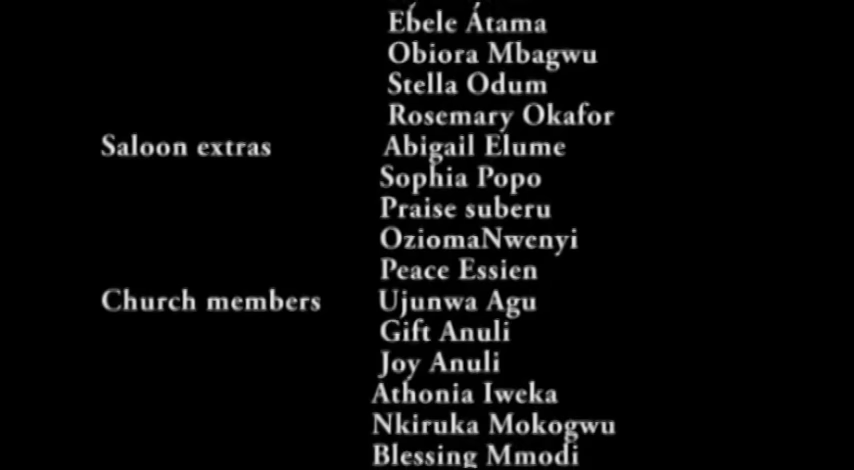 Ebele Atama
Obiora Mbagwu
Stella Odum
Rosemary Okafor
Saloon extras Abigail Elume
Sophia Popo
Praise suberu
OziomaNwenyi
Peace Essien
Church members Ujunwa Agu
Gift Anuli
Joy Anuli
Athonia Iweka
Nkiruka Mokogwu
Blessing Mmodi